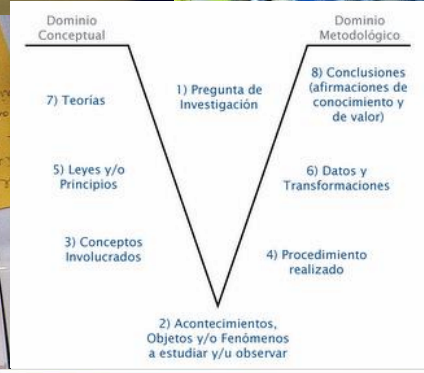 Dominio
Conceptual
Dominio
Metodológico
1) Pregunta de
Investigación
8) Conclusiones
(afirmaciones de
conocimiento y
de valor)
7) Teorías
5) Leyes y/o
Principios
6) Datos y
Transformaciones
3) Conceptos
Involucrados
4) Procedimiento
realizado
2) Acontecimientos,
Objetos y/o Fenómenos
a estudiar y/u observar